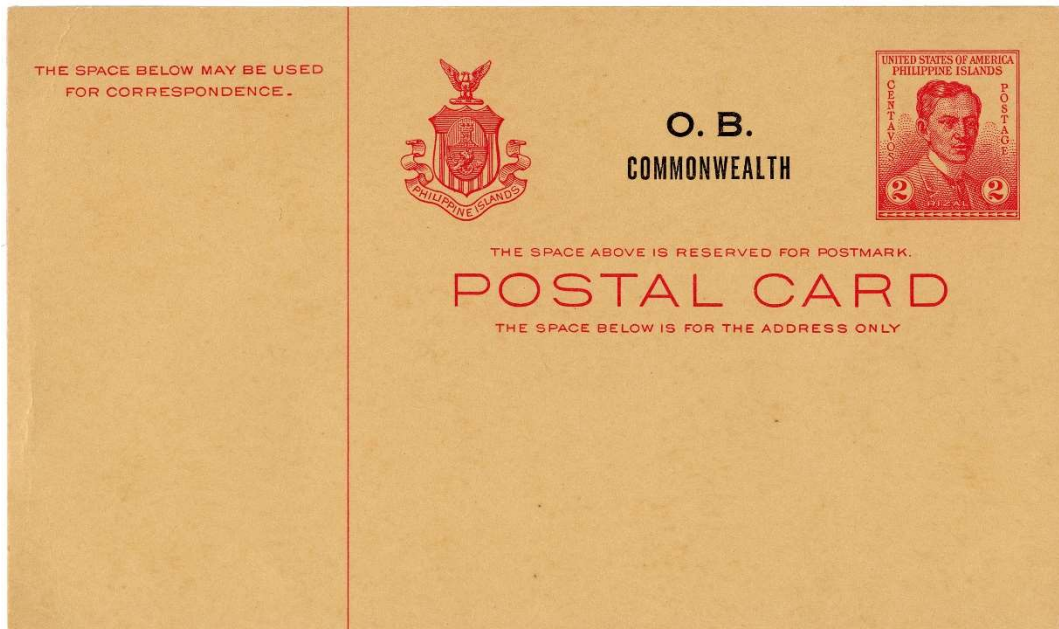 THE SPACE BELOW MAY BE USED
FOR CORRESPONDENCE.
PHILIPPINE ISLANDS
O. B.
COMMONWEALTH
UNITED STATES OF AMERICA
PHILIPPINE ISLANDS
CENTAVOS
POSTAGE
2
2
RIZAL
THE SPACE ABOVE IS RESERVED FOR POSTMARK.
POSTAL CARD
THE SPACE BELOW IS FOR THE ADDRESS ONLY